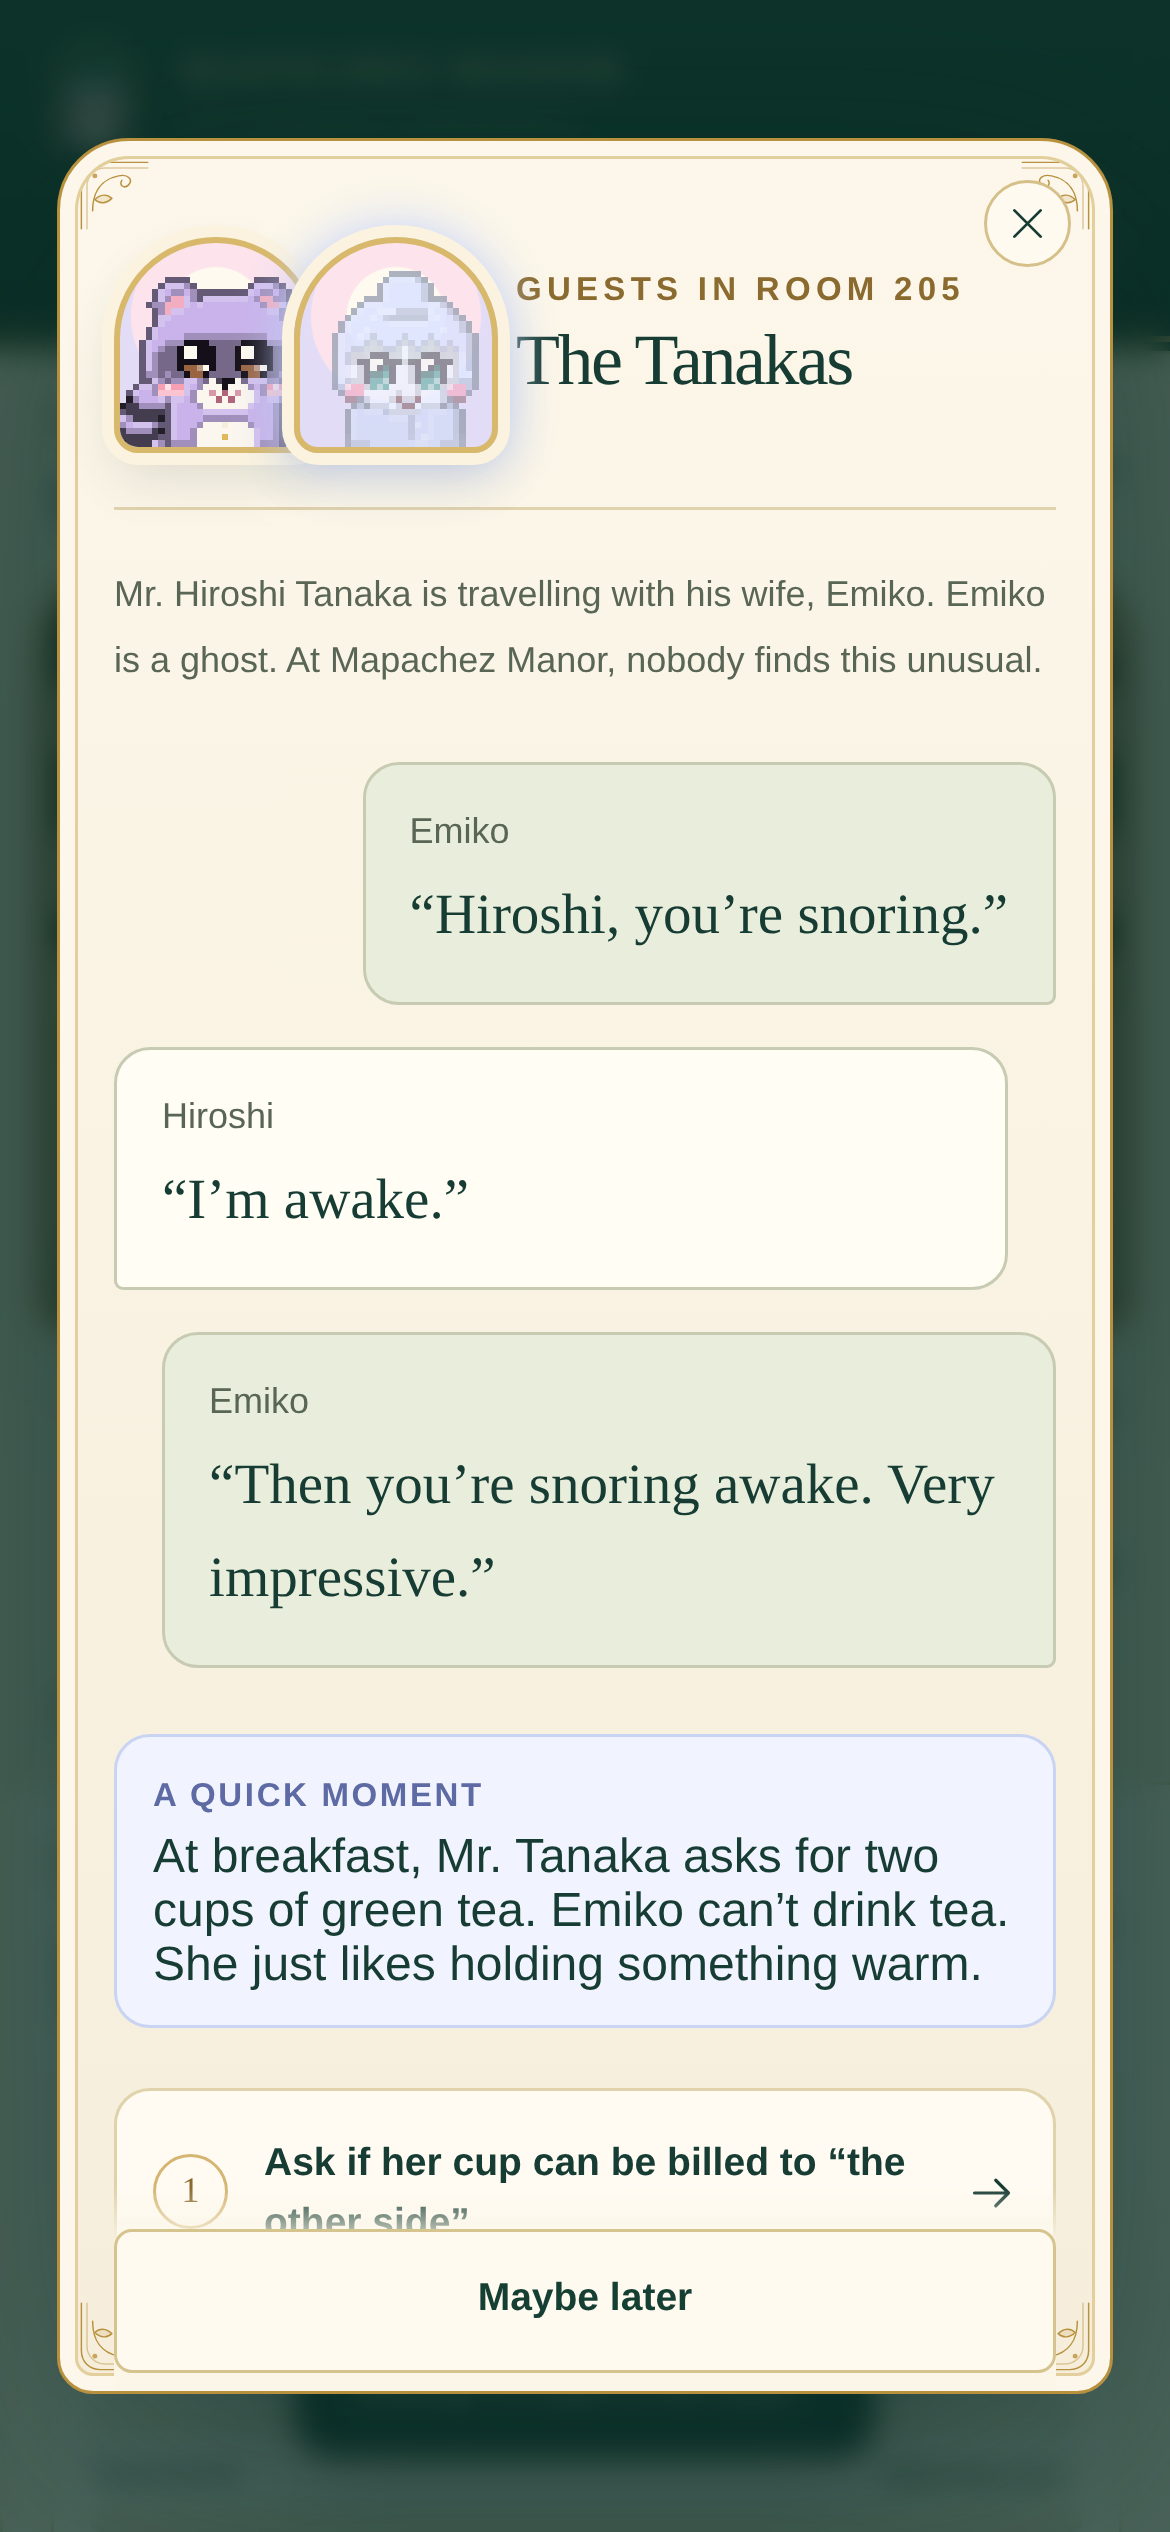 GUESTS IN ROOM 205
The Tanakas
Mr. Hiroshi Tanaka is travelling with his wife, Emiko. Emiko
is a ghost. At Mapachez Manor, nobody finds this unusual.
Emiko
“Hiroshi, you’re snoring.”
Hiroshi
“I’m awake.”
Emiko
“Then you’re snoring awake. Very
impressive.”
A QUICK MOMENT
At breakfast, Mr. Tanaka asks for two
cups of green tea. Emiko can’t drink tea.
She just likes holding something warm.
1
Ask if her cup can be billed to “the
other side”
Maybe later